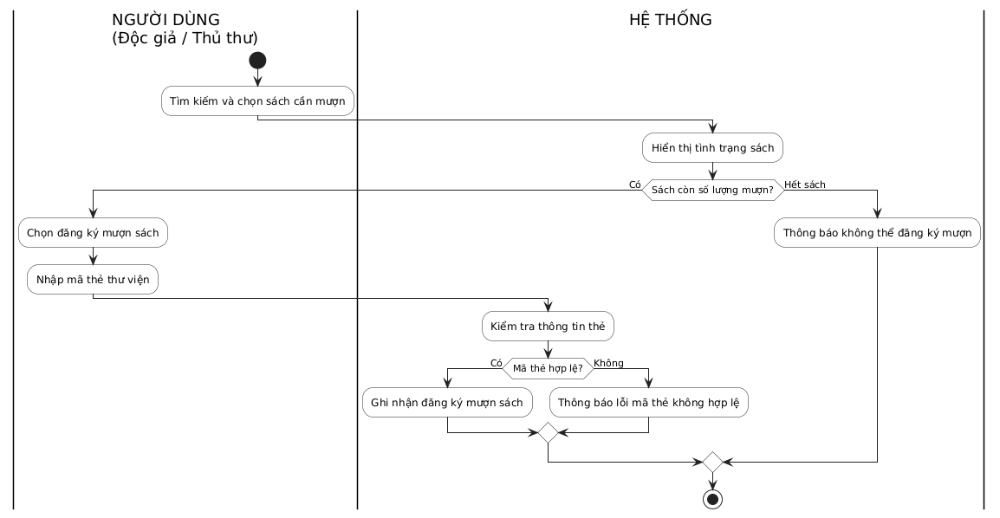 NGƯỜI DÙNG
(Độc giả / Thủ thư)
HỆ THỐNG
Tìm kiếm và chọn sách cần mượn
Hiển thị tình trạng sách
Có
Sách còn số lượng mượn?
Hết sách
Chọn đăng ký mượn sách
Thông báo không thể đăng ký mượn
Nhập mã thẻ thư viện
Kiểm tra thông tin thẻ
Có
Mã thẻ hợp lệ?
Không
Ghi nhận đăng ký mượn sách
Thông báo lỗi mã thẻ không hợp lệ